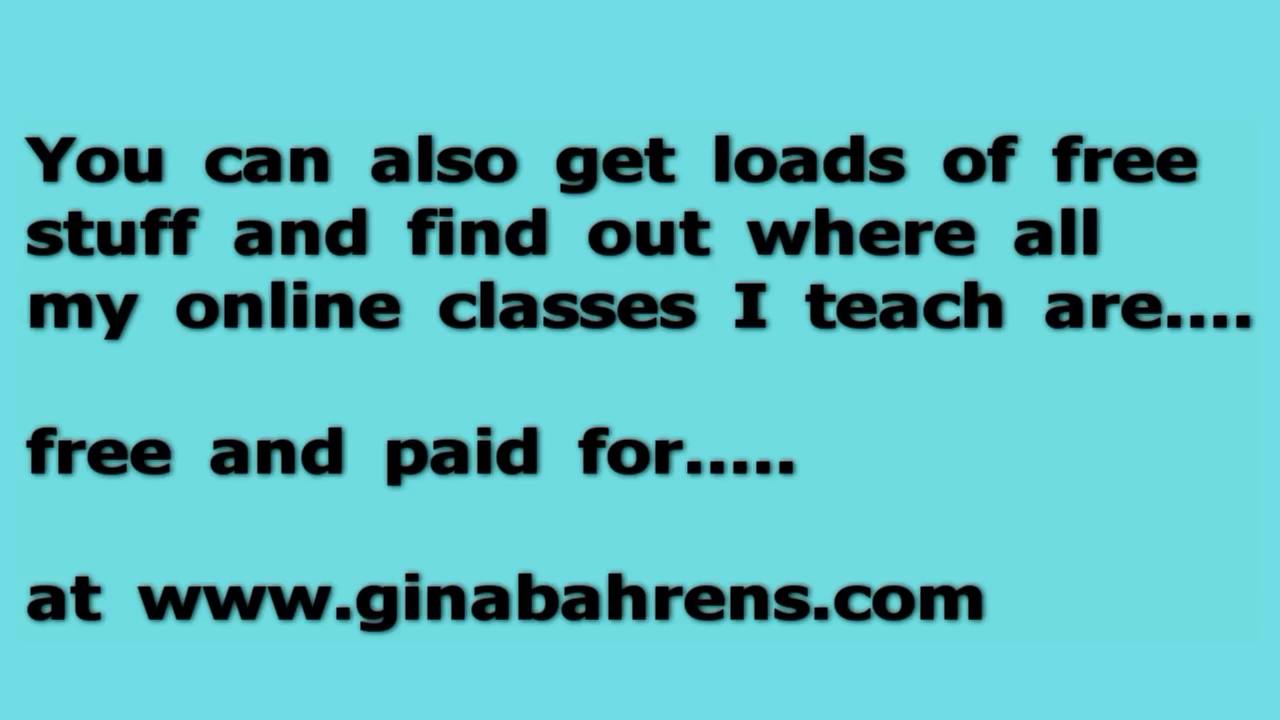 You can also get loads of free
stuff and find out where all
my online classes I teach are....
free and paid for.....
at www.ginabahrens.com